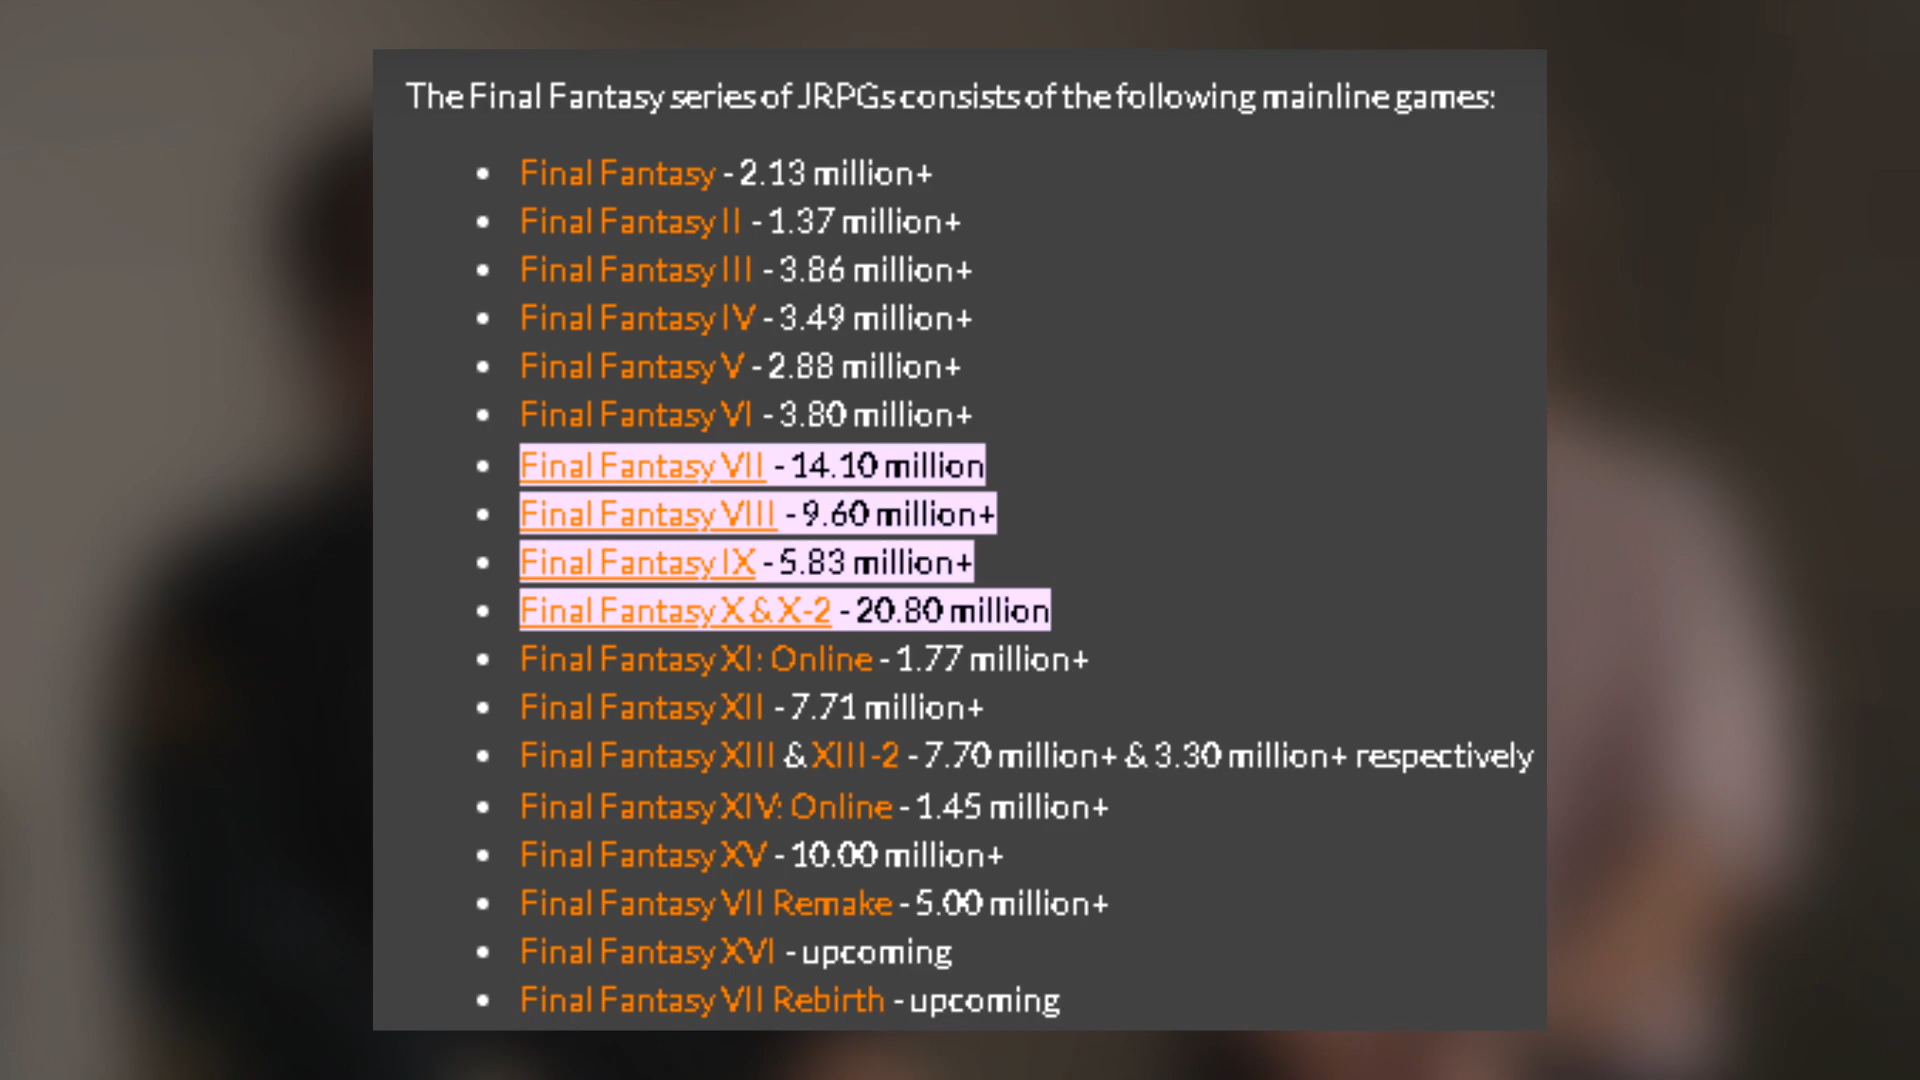 The Final Fantasy series of JRPGs consists of the following mainline games:
• Final Fantasy - 2.13 million+
• Final Fantasy II - 1.37 million+
• Final Fantasy III - 3.86 million+
• Final Fantasy IV - 3.49 million+
• Final Fantasy V - 2.88 million+
• Final Fantasy VI - 3.80 million+
• Final Fantasy VII - 14.10 million
• Final Fantasy VIII - 9.60 million+
• Final Fantasy IX - 5.83 million+
• Final Fantasy X & X-2 - 20.80 million
• Final Fantasy XI: Online - 1.77 million+
• Final Fantasy XII - 7.71 million+
• Final Fantasy XIII & XIII-2 - 7.70 million+ & 3.30 million+ respectively
• Final Fantasy XIV: Online - 1.45 million+
• Final Fantasy XV - 10.00 million+
• Final Fantasy VII Remake - 5.00 million+
• Final Fantasy XVI - upcoming
• Final Fantasy VII Rebirth - upcoming